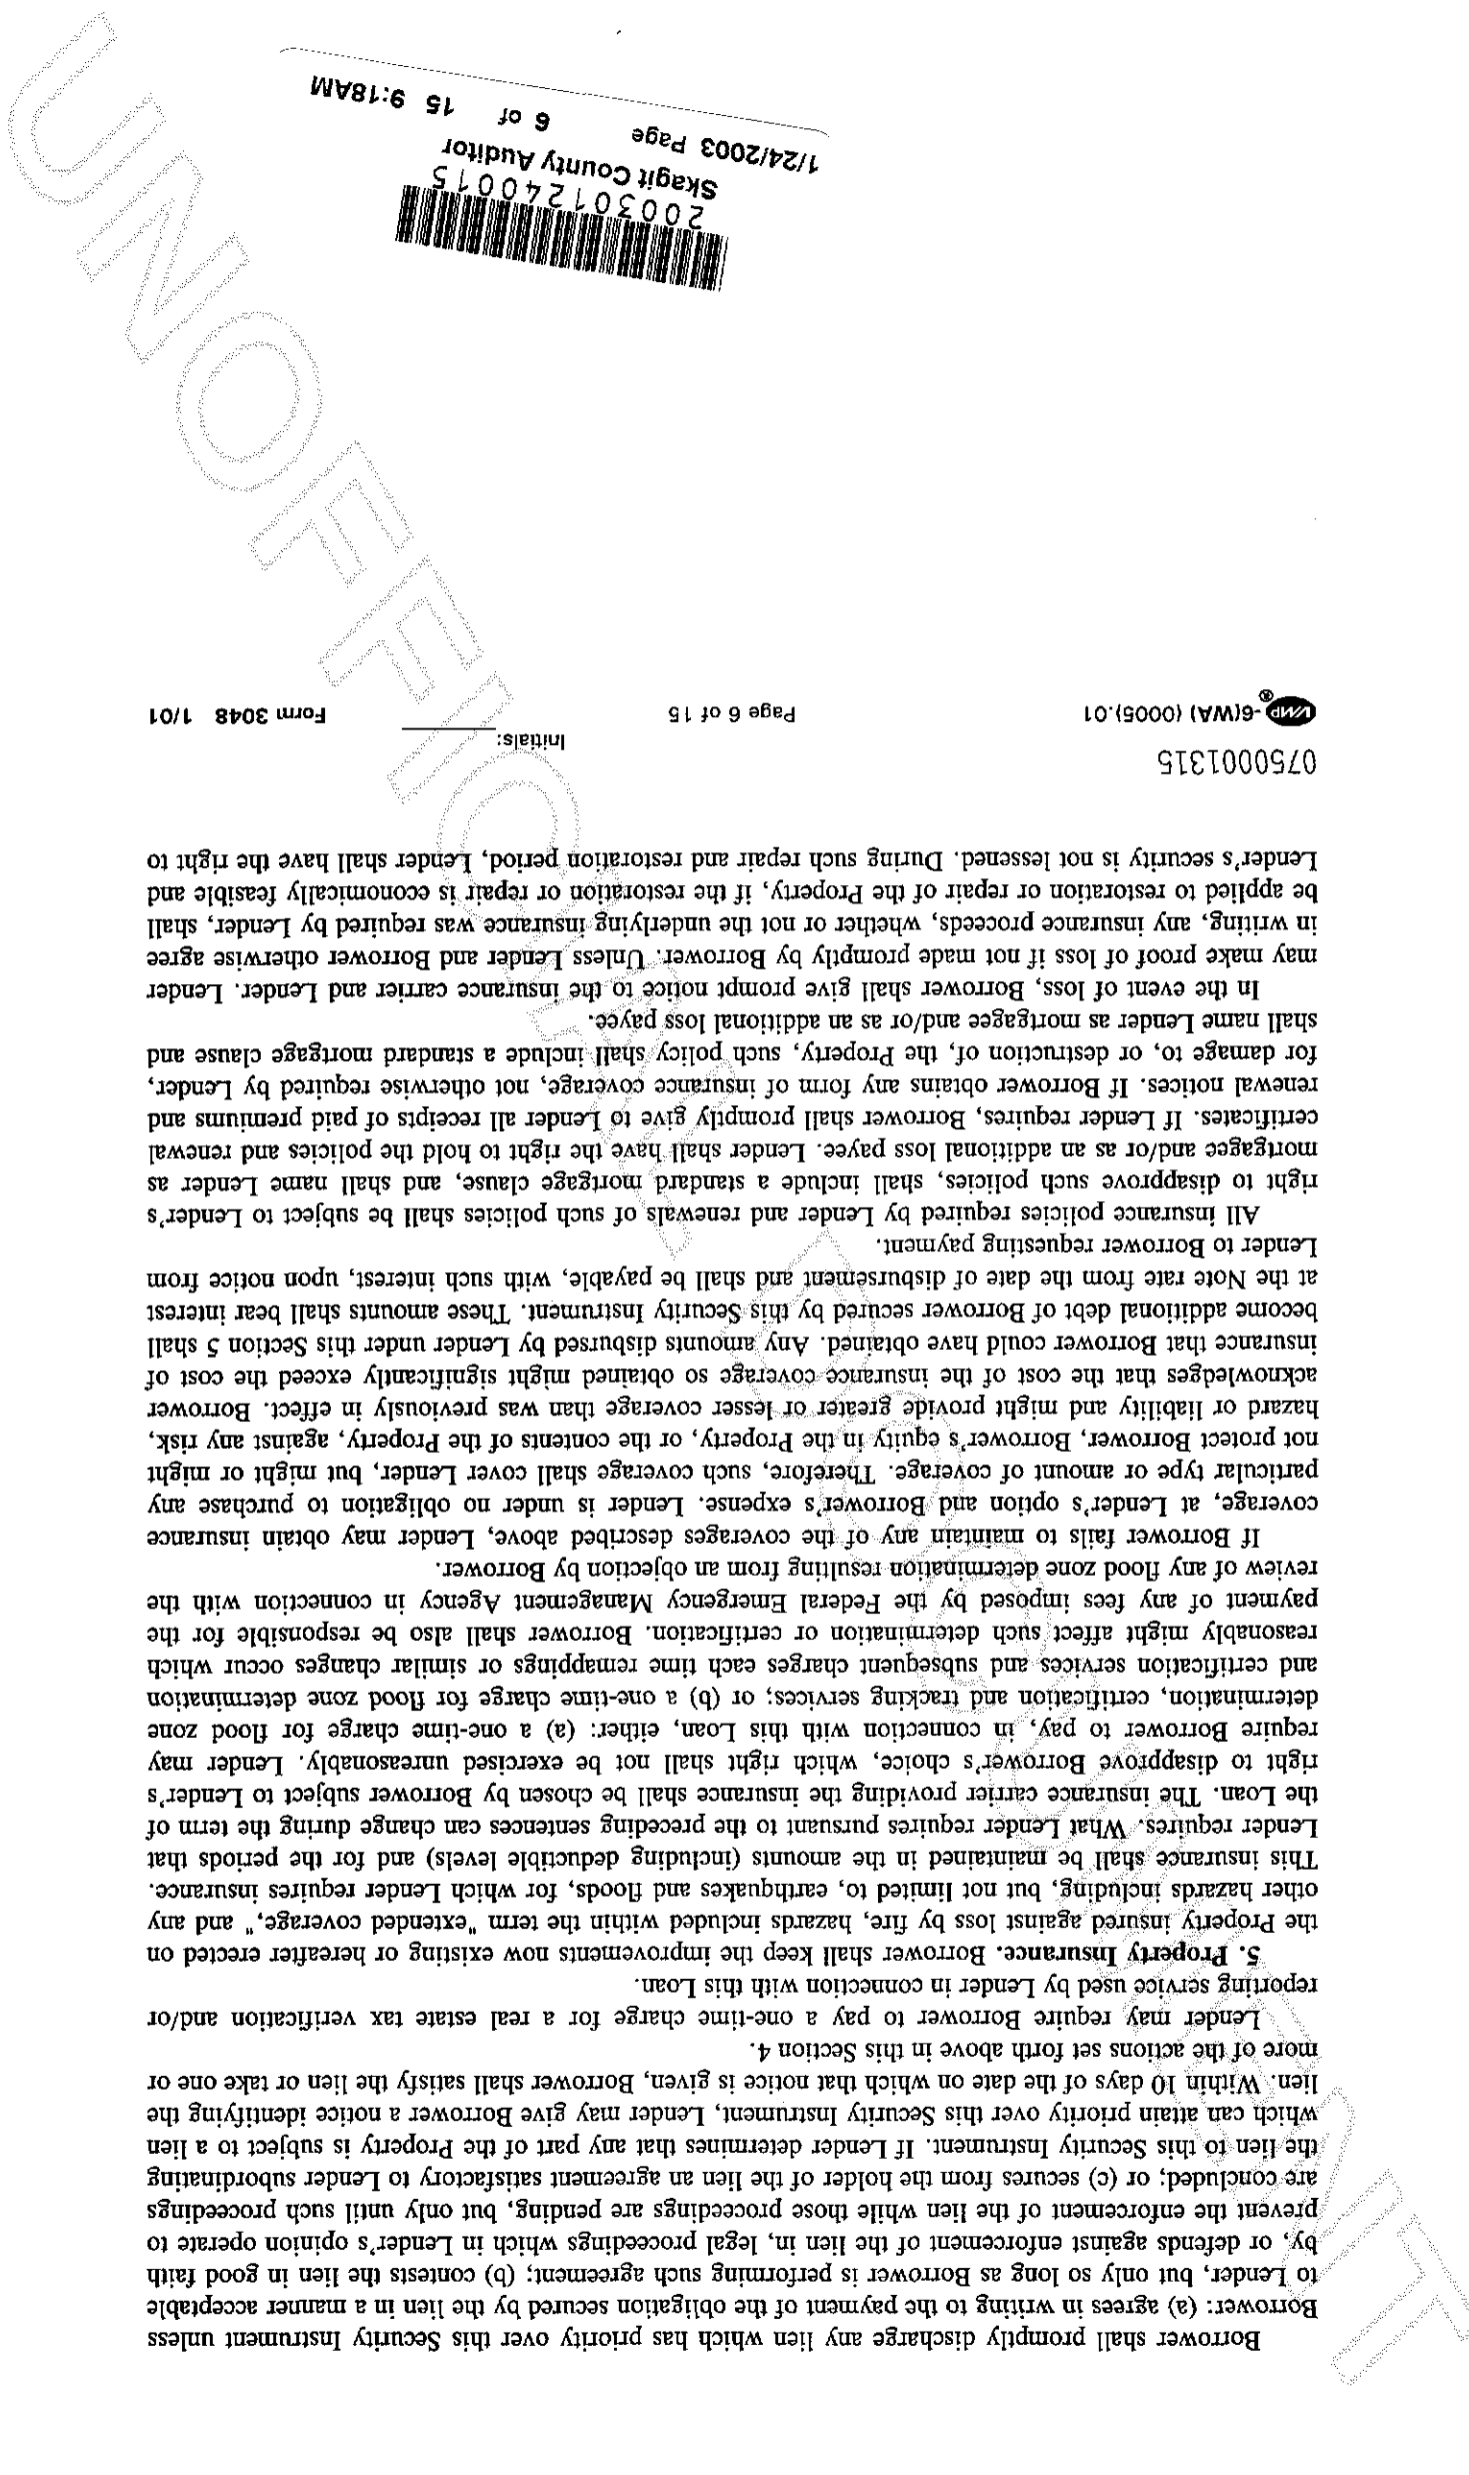 Borrower shall promptly discharge any lien which has priority over this Security Instrument unless
Borrower: (a) agrees in writing to the payment of the obligation secured by the lien in a manner acceptable
to Lender, but only so long as Borrower is performing such agreement; (b) contests the lien in good faith
by, or defends against enforcement of the lien in, legal proceedings which in Lender's opinion operate to
prevent the enforcement of the lien while those proceedings are pending, but only until such proceedings
are concluded; or (c) secures from the holder of the lien an agreement satisfactory to Lender subordinating
the lien to this Security Instrument. If Lender determines that any part of the Property is subject to a lien
which can attain priority over this Security Instrument, Lender may give Borrower a notice identifying the
lien. Within 10 days of the date on which that notice is given, Borrower shall satisfy the lien or take one or
more of the actions set forth above in this Section 4.
Lender may require Borrower to pay a one-time charge for a real estate tax verification and/or
reporting service used by Lender in connection with this Loan.
5. Property Insurance. Borrower shall keep the improvements now existing or hereafter erected on
the Property insured against loss by fire, hazards included within the term "extended coverage," and any
other hazards including, but not limited to, earthquakes and floods, for which Lender requires insurance.
This insurance shall be maintained in the amounts (including deductible levels) and for the periods that
Lender requires. What Lender requires pursuant to the preceding sentences can change during the term of
the Loan. The insurance carrier providing the insurance shall be chosen by Borrower subject to Lender's
right to disapprove Borrower's choice, which right shall not be exercised unreasonably. Lender may
require Borrower to pay, in connection with this Loan, either: (a) a one-time charge for flood zone
determination, certification and tracking services; or (b) a one-time charge for flood zone determination
and certification services and subsequent charges each time remappings or similar changes occur which
reasonably might affect such determination or certification. Borrower shall also be responsible for the
payment of any fees imposed by the Federal Emergency Management Agency in connection with the
review of any flood zone determination resulting from an objection by Borrower.
If Borrower fails to maintain any of the coverages described above, Lender may obtain insurance
coverage, at Lender's option and Borrower's expense. Lender is under no obligation to purchase any
particular type or amount of coverage. Therefore, such coverage shall cover Lender, but might or might
not protect Borrower, Borrower's equity in the Property, or the contents of the Property, against any risk,
hazard or liability and might provide greater or lesser coverage than was previously in effect. Borrower
acknowledges that the cost of the insurance coverage so obtained might significantly exceed the cost of
insurance that Borrower could have obtained. Any amounts disbursed by Lender under this Section 5 shall
become additional debt of Borrower secured by this Security Instrument. These amounts shall bear interest
at the Note rate from the date of disbursement and shall be payable, with such interest, upon notice from
Lender to Borrower requesting payment.
All insurance policies required by Lender and renewals of such policies shall be subject to Lender's
right to disapprove such policies, shall include a standard mortgage clause, and shall name Lender as
mortgagee and/or as an additional loss payee. Lender shall have the right to hold the policies and renewal
certificates. If Lender requires, Borrower shall promptly give to Lender all receipts of paid premiums and
renewal notices. If Borrower obtains any form of insurance coverage, not otherwise required by Lender,
for damage to, or destruction of, the Property, such policy shall include a standard mortgage clause and
shall name Lender as mortgagee and/or as an additional loss payee.
In the event of loss, Borrower shall give prompt notice to the insurance carrier and Lender. Lender
may make proof of loss if not made promptly by Borrower. Unless Lender and Borrower otherwise agree
in writing, any insurance proceeds, whether or not the underlying insurance was required by Lender, shall
be applied to restoration or repair of the Property, if the restoration or repair is economically feasible and
Lender's security is not lessened. During such repair and restoration period, Lender shall have the right to
0750001315
Initials:
VMP -6(WA) (0005).01 Page 6 of 15 Form 3048 1/01
200301240015
Skagit County Auditor
1/24/2003 Page 6 of 15 9:18AM
UNOFFICIAL DOCUMENT